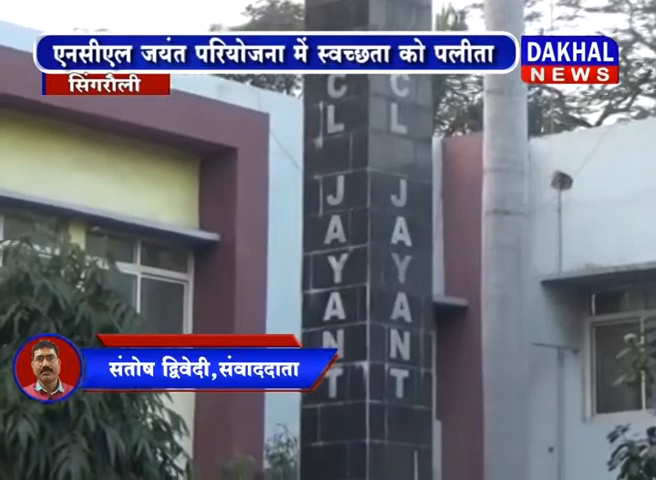 एनसीएल जयंत परियोजना में स्वच्छता को पलीता
DAKHAL
NEWS
सिंगरौली
CL JAYANT
CL JAYANT
संतोष द्विवेदी,संवाददाता